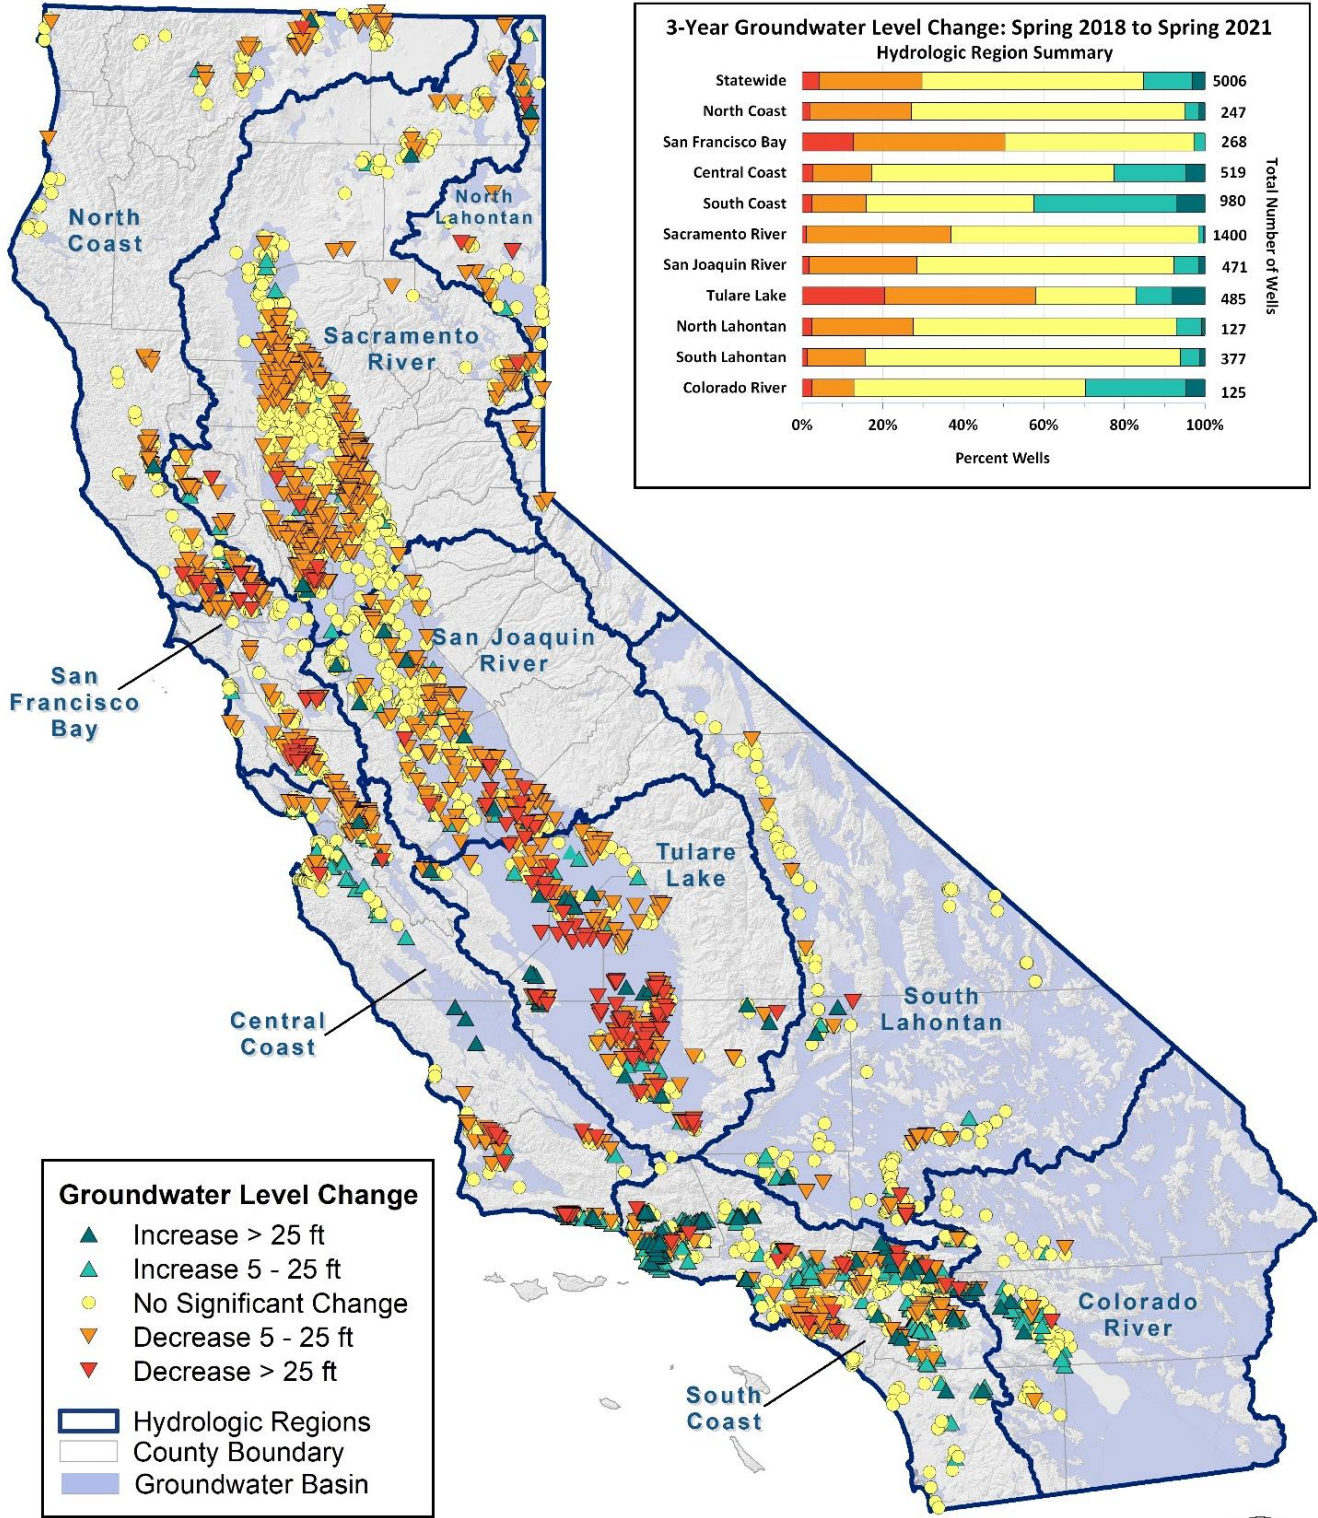 3-Year Groundwater Level Change: Spring 2018 to Spring 2021
Hydrologic Region Summary
Statewide 5006
North Coast 247
San Francisco Bay 268
Central Coast 519
South Coast 980
Sacramento River 1400
San Joaquin River 471
Tulare Lake 485
North Lahontan 127
South Lahontan 377
Colorado River 125
0% 20% 40% 60% 80% 100%
Percent Wells
Total Number of Wells
North
Coast
North
Lahontan
Sacramento
River
San Joaquin
River
San
Francisco
Bay
Tulare
Lake
Central
Coast
South
Lahontan
Colorado
River
South
Coast
Groundwater Level Change
Increase > 25 ft
Increase 5 - 25 ft
No Significant Change
Decrease 5 - 25 ft
Decrease > 25 ft
Hydrologic Regions
County Boundary
Groundwater Basin